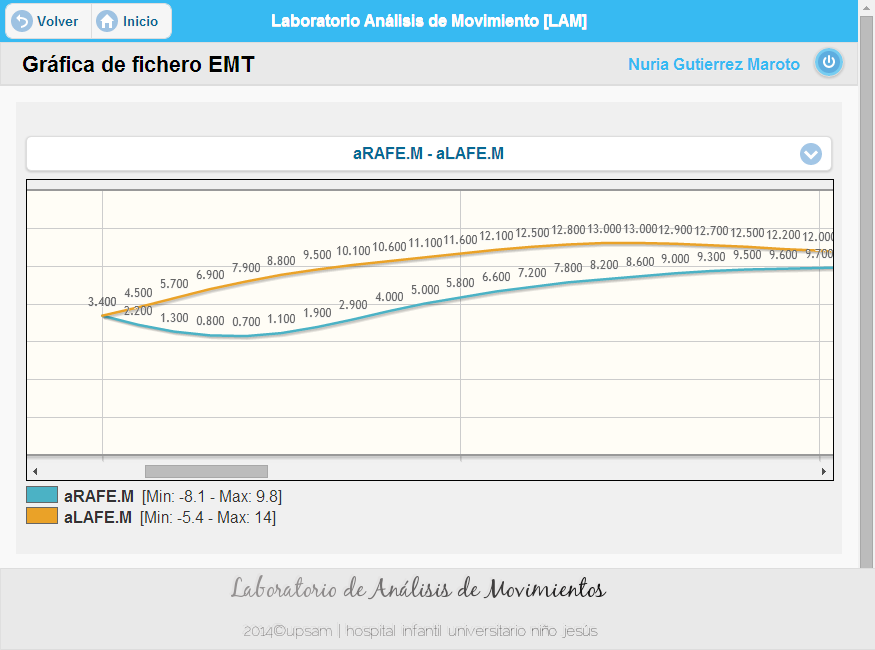 Volver Inicio Laboratorio Análisis de Movimiento [LAM]
Gráfica de fichero EMT Nuria Gutierrez Maroto
aRAFE.M - aLAFE.M
3.400 4.500 5.700 6.900 7.900 8.800 9.500 10.100 10.600 11.100 11.600 12.100 12.500 12.800 13.000 13.000 12.900 12.700 12.500 12.200 12.000
2.200 1.300 0.800 0.700 1.100 1.900 2.900 4.000 5.000 5.800 6.600 7.200 7.800 8.200 8.600 9.000 9.300 9.500 9.600 9.700
aRAFE.M [Min: -8.1 - Max: 9.8]
aLAFE.M [Min: -5.4 - Max: 14]
Laboratorio de Análisis de Movimientos
2014©upsam | hospital infantil universitario niño jesús